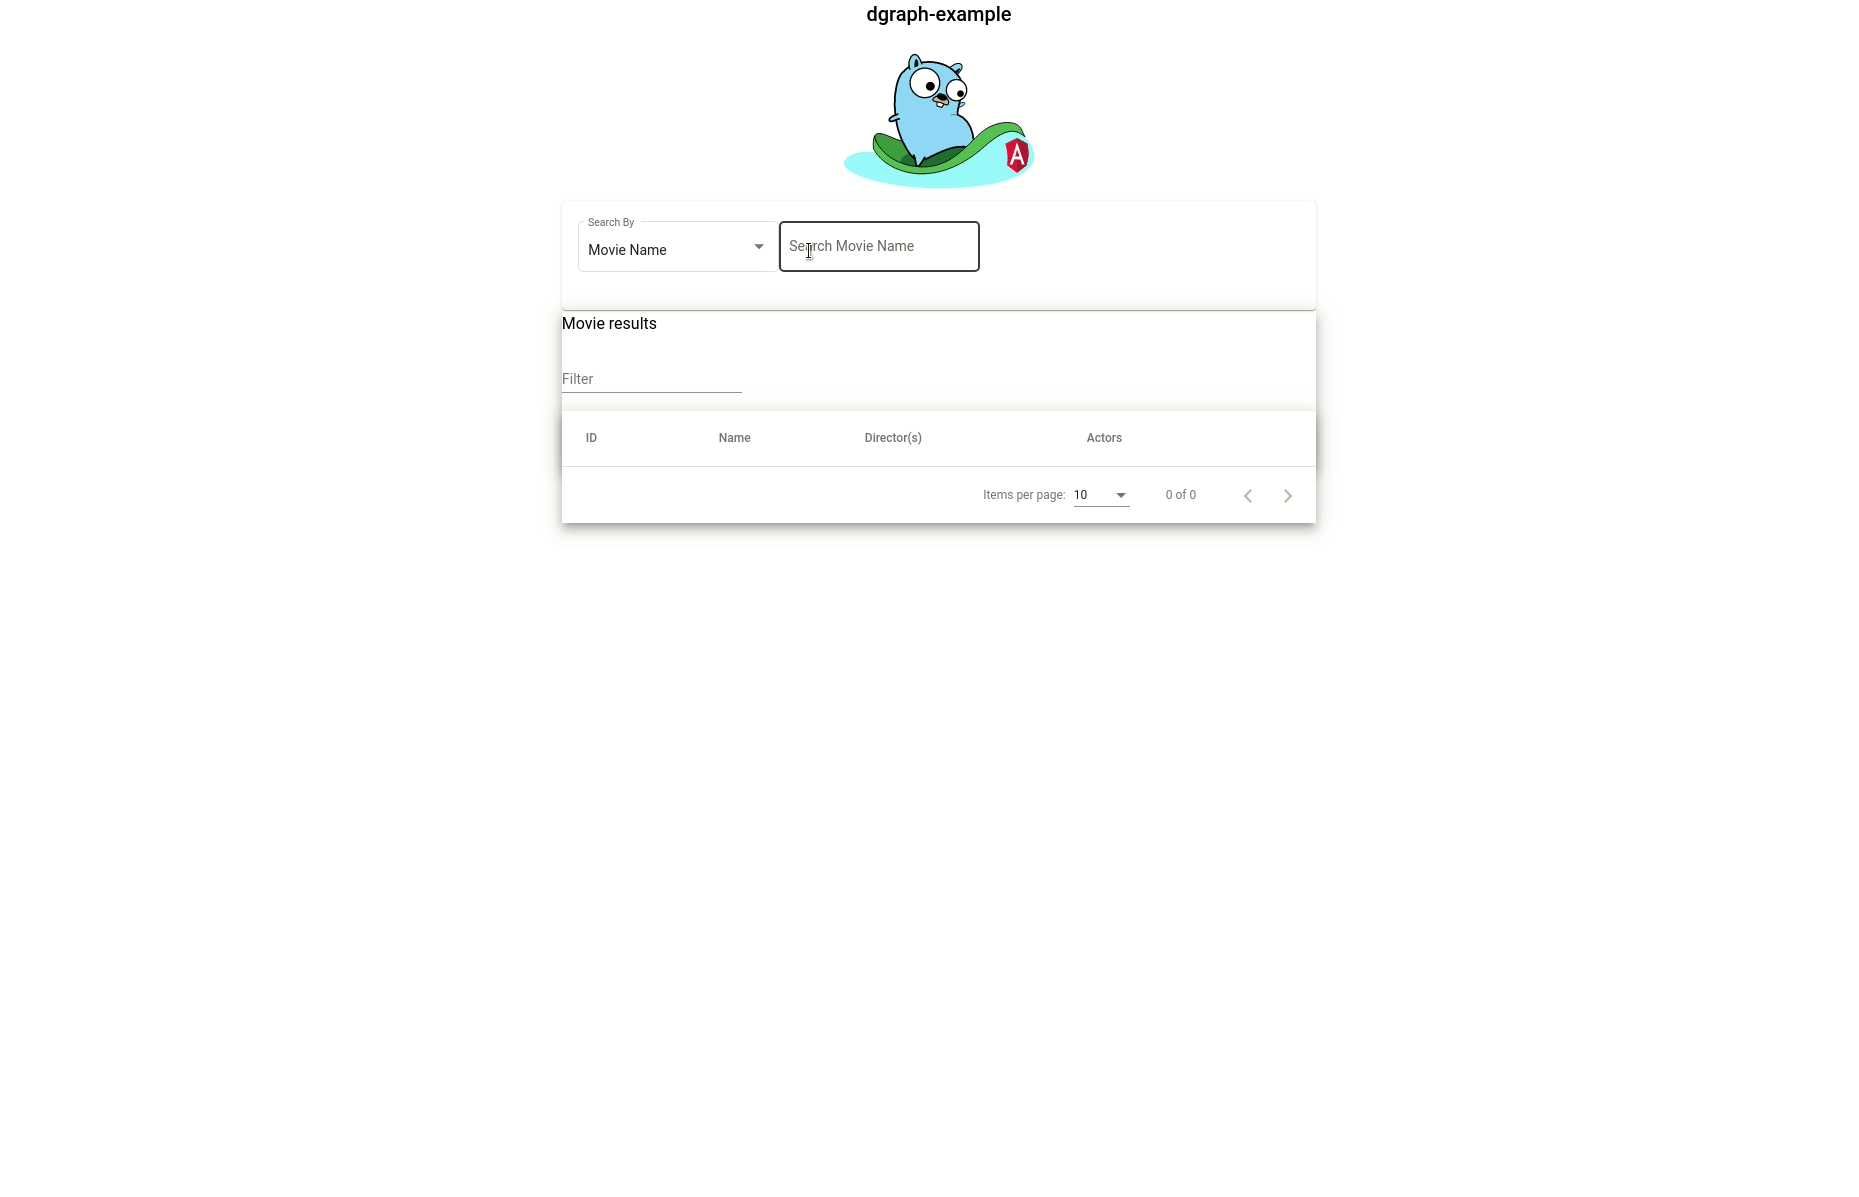 dgraph-example
A
Search By
Movie Name
Search Movie Name
Movie results
Filter
ID Name Director(s) Actors
Items per page: 10 0 of 0